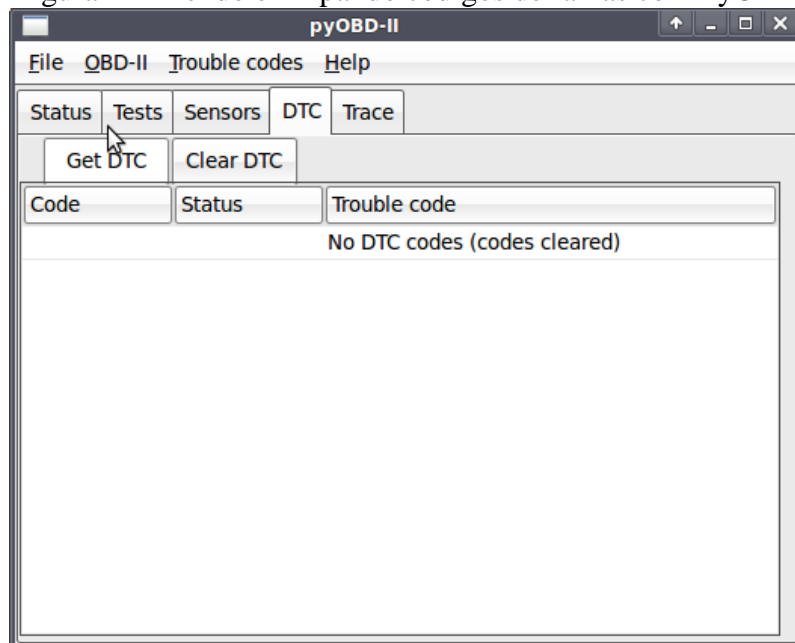 pyOBD-II
File OBD-II Trouble codes Help
Status Tests Sensors DTC Trace
Get DTC Clear DTC
Code Status Trouble code
No DTC codes (codes cleared)